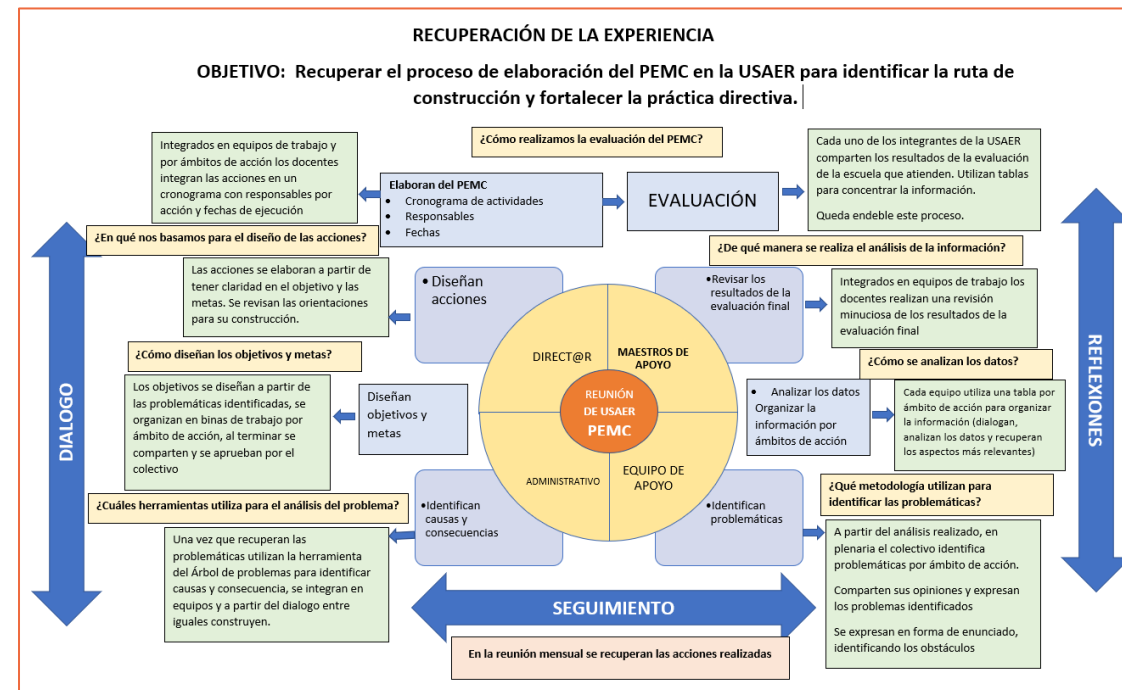 RECUPERACIÓN DE LA EXPERIENCIA
OBJETIVO: Recuperar el proceso de elaboración del PEMC en la USAER para identificar la ruta de
construcción y fortalecer la práctica directiva.
¿Cómo realizamos la evaluación del PEMC?
Integrados en equipos de trabajo y
por ámbitos de acción los docentes
integran las acciones en un
cronograma con responsables por
acción y fechas de ejecución
Elaboran del PEMC
• Cronograma de actividades
• Responsables
• Fechas
EVALUACIÓN
Cada uno de los integrantes de la USAER
comparten los resultados de la evaluación
de la escuela que atienden. Utilizan tablas
para concentrar la información.
Queda endeble este proceso.
¿En qué nos basamos para el diseño de las acciones?
Las acciones se elaboran a partir de
tener claridad en el objetivo y las
metas. Se revisan las orientaciones
para su construcción.
• Diseñan
acciones
¿De qué manera se realiza el análisis de la información?
•Revisar los
resultados de la
evaluación final
Integrados en equipos de trabajo los
docentes realizan una revisión
minuciosa de los resultados de la
evaluación final
¿Cómo diseñan los objetivos y metas?
Los objetivos se diseñan a partir de
las problemáticas identificadas, se
organizan en binas de trabajo por
ámbito de acción, al terminar se
comparten y se aprueban por el
colectivo
Diseñan
objetivos y
metas
¿Cómo se analizan los datos?
• Analizar los datos
Organizar la
información por
ámbitos de acción
Cada equipo utiliza una tabla por
ámbito de acción para organizar
la información (dialogan,
analizan los datos y recuperan
los aspectos más relevantes)
DIRECT@R
MAESTROS DE
APOYO
REUNIÓN
DE USAER
PEMC
ADMINISTRATIVO
EQUIPO DE
APOYO
¿Cuáles herramientas utiliza para el análisis del problema?
Una vez que recuperan las
problemáticas utilizan la herramienta
del Árbol de problemas para identificar
causas y consecuencia, se integran en
equipos y a partir del dialogo entre
iguales construyen.
•Identifican
causas y
consecuencias
¿Qué metodología utilizan para
identificar las problemáticas?
•Identifican
problemáticas
A partir del análisis realizado, en
plenaria el colectivo identifica
problemáticas por ámbito de acción.
Comparten sus opiniones y expresan
los problemas identificados
Se expresan en forma de enunciado,
identificando los obstáculos
DIALOGO
REFLEXIONES
SEGUIMIENTO
En la reunión mensual se recuperan las acciones realizadas